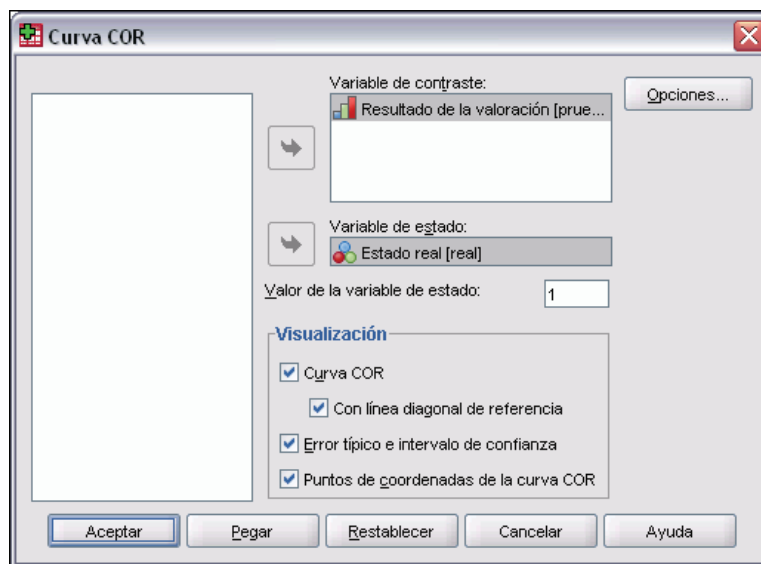 Curva COR
Variable de contraste:
Resultado de la valoración [prue...
Opciones...
Variable de estado:
Estado real [real]
Valor de la variable de estado:
1
Visualización
Curva COR
Con línea diagonal de referencia
Error típico e intervalo de confianza
Puntos de coordenadas de la curva COR
Aceptar
Pegar
Restablecer
Cancelar
Ayuda